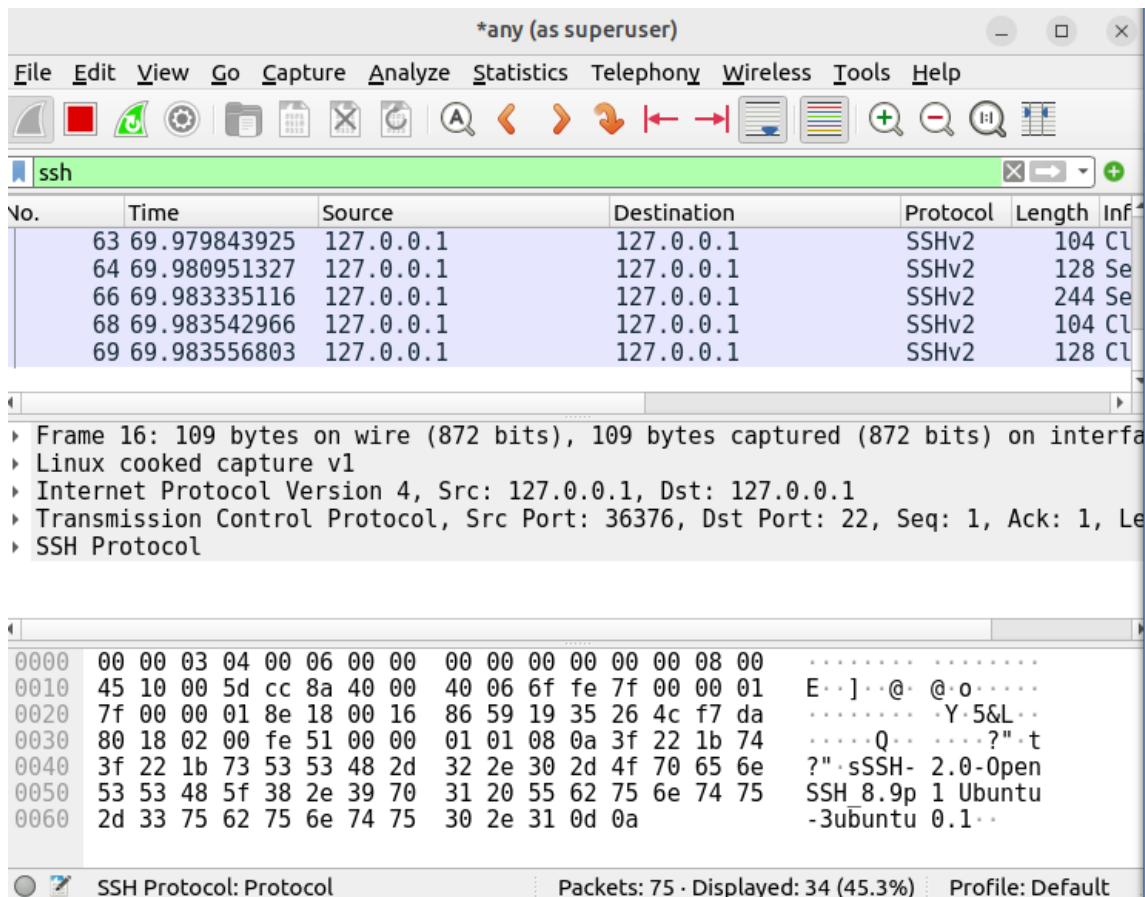 *any (as superuser)
File Edit View Go Capture Analyze Statistics Telephony Wireless Tools Help
ssh
No. Time Source Destination Protocol Length Inf
63 69.979843925 127.0.0.1 127.0.0.1 SSHv2 104 Cl
64 69.980951327 127.0.0.1 127.0.0.1 SSHv2 128 Se
66 69.983335116 127.0.0.1 127.0.0.1 SSHv2 244 Se
68 69.983542966 127.0.0.1 127.0.0.1 SSHv2 104 Cl
69 69.983556803 127.0.0.1 127.0.0.1 SSHv2 128 Cl
Frame 16: 109 bytes on wire (872 bits), 109 bytes captured (872 bits) on interfa
Linux cooked capture v1
Internet Protocol Version 4, Src: 127.0.0.1, Dst: 127.0.0.1
Transmission Control Protocol, Src Port: 36376, Dst Port: 22, Seq: 1, Ack: 1, Le
SSH Protocol
0000 00 00 03 04 00 06 00 00 00 00 00 00 00 00 08 00 ········ ········
0010 45 10 00 5d cc 8a 40 00 40 06 6f fe 7f 00 00 01 E··]··@· @·o·····
0020 7f 00 00 01 8e 18 00 16 86 59 19 35 26 4c f7 da ········ ·Y·5&L··
0030 80 18 02 00 fe 51 00 00 01 01 08 0a 3f 22 1b 74 ·····Q·· ····?"·t
0040 3f 22 1b 73 53 53 48 2d 32 2e 30 2d 4f 70 65 6e ?"·sSSH- 2.0-Open
0050 53 53 48 5f 38 2e 39 70 31 20 55 62 75 6e 74 75 SSH_8.9p 1 Ubuntu
0060 2d 33 75 62 75 6e 74 75 30 2e 31 0d 0a -3ubuntu 0.1··
SSH Protocol: Protocol Packets: 75 · Displayed: 34 (45.3%) Profile: Default